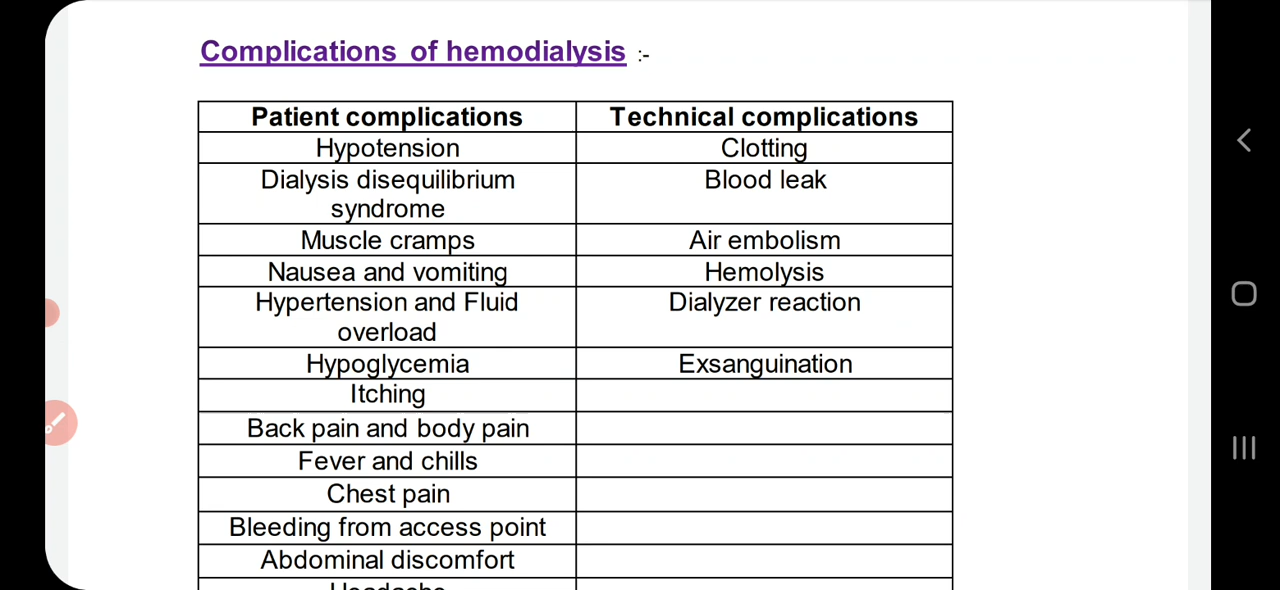 Complications of hemodialysis :-
Patient complications Technical complications
Hypotension Clotting
Dialysis disequilibrium Blood leak
syndrome
Muscle cramps Air embolism
Nausea and vomiting Hemolysis
Hypertension and Fluid Dialyzer reaction
overload
Hypoglycemia Exsanguination
Itching
Back pain and body pain
Fever and chills
Chest pain
Bleeding from access point
Abdominal discomfort
Headache